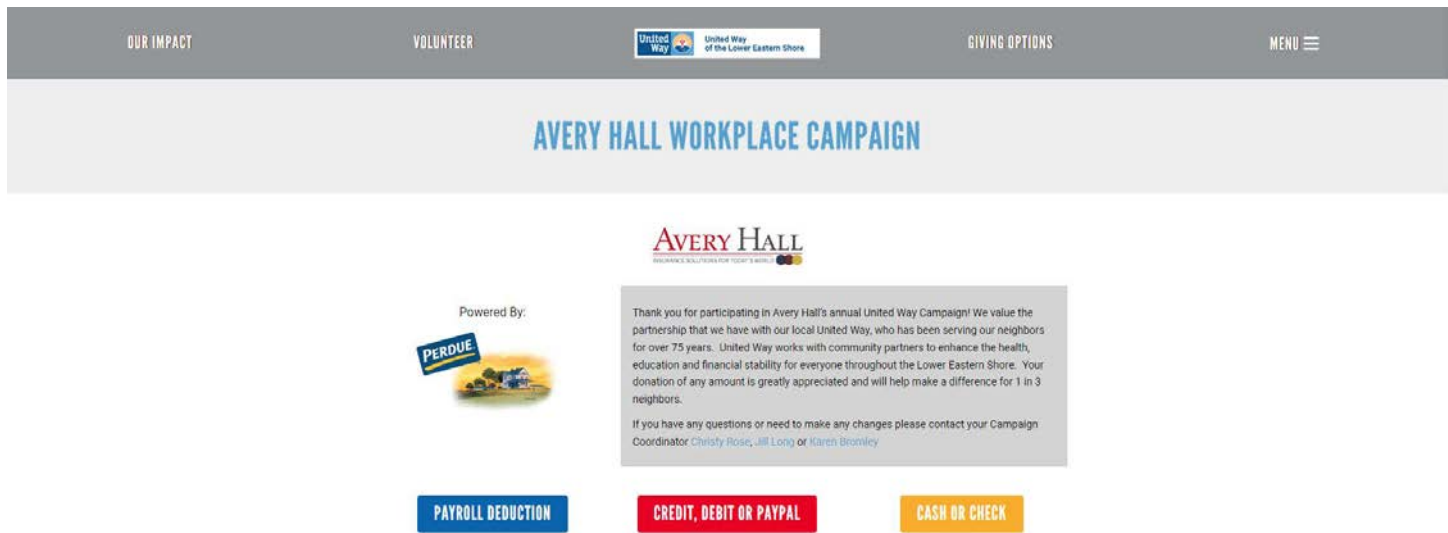 OUR IMPACT
VOLUNTEER
United Way
United Way
of the Lower Eastern Shore
GIVING OPTIONS
MENU
AVERY HALL WORKPLACE CAMPAIGN
AVERY HALL
INSURANCE SOLUTIONS FOR TODAY'S WORLD
Powered By:
PERDUE
Thank you for participating in Avery Hall's annual United Way Campaign! We value the
partnership that we have with our local United Way, who has been serving our neighbors
for over 75 years. United Way works with community partners to enhance the health,
education and financial stability for everyone throughout the Lower Eastern Shore. Your
donation of any amount is greatly appreciated and will help make a difference for 1 in 3
neighbors.
If you have any questions or need to make any changes please contact your Campaign
Coordinator Christy Rose, Jill Long or Karen Bromley
PAYROLL DEDUCTION
CREDIT, DEBIT OR PAYPAL
CASH OR CHECK